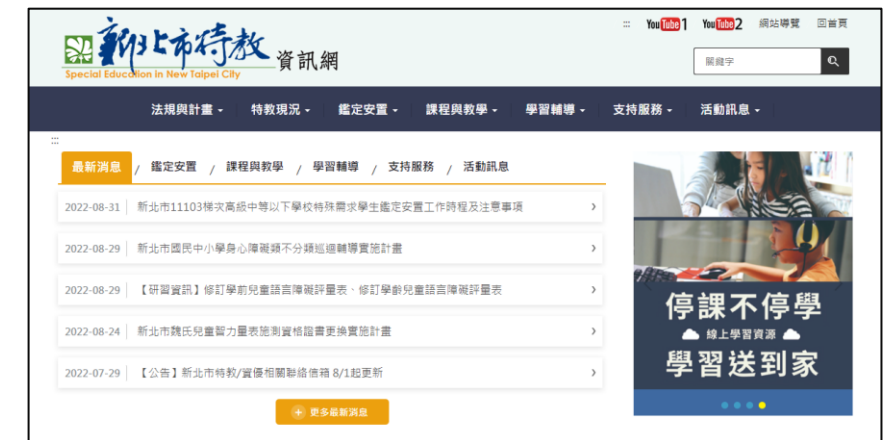 ::: YouTube 1 YouTube 2 網站導覽 回首頁
新北市特教 資訊網
Special Education in New Taipei City
關鍵字
法規與計畫 特教現況 鑑定安置 課程與教學 學習輔導 支持服務 活動訊息
:::
最新消息 / 鑑定安置 / 課程與教學 / 學習輔導 / 支持服務 / 活動訊息
2022-08-31 新北市11103梯次高級中等以下學校特殊需求學生鑑定安置工作時程及注意事項
2022-08-29 新北市國民中小學身心障礙類不分類巡迴輔導實施計畫
2022-08-29 【研習資訊】修訂學前兒童語言障礙評量表、修訂學齡兒童語言障礙評量表
2022-08-24 新北市魏氏兒童智力量表施測資格證書更換實施計畫
2022-07-29 【公告】新北市特教/資優相關聯絡信箱 8/1起更新
更多最新消息
停課不停學
線上學習資源
學習送到家